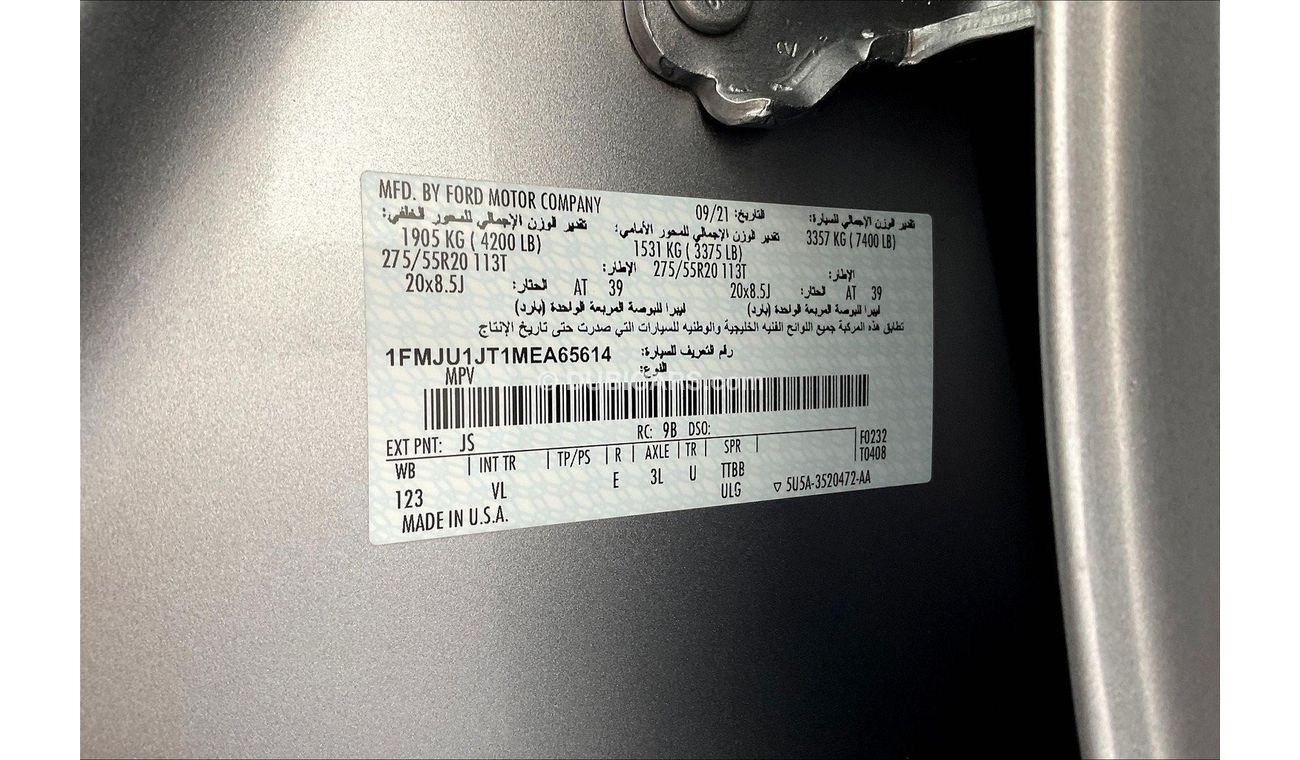 MFD. BY FORD MOTOR COMPANY 09/21 التاريخ: تقدير الوزن الإجمالي للسيارة:
تقدير الوزن الإجمالي للمحور الخلفي: تقدير الوزن الإجمالي للمحور الأمامي: 3357 KG (7400 LB)
1905 KG ( 4200 LB) 1531 KG ( 3375 LB)
275/55R20 113T الإطار: 275/55R20 113T الإطار:
20x8.5J الحتار: AT 39 20x8.5J الحتار: AT 39
ليبرا للبوصة المربعة الواحدة (بارد) ليبرا للبوصة المربعة الواحدة (بارد)
تطابق هذه المركبة جميع اللوائح الفنيه الخليجية والوطنيه للسيارات التي صدرت حتى تاريخ الإنتاج
1FMJU1JT1MEA65614 رقم التعريف للسيارة:
MPV النوع:
© DUBICARS.com
EXT PNT: JS RC: 9B DSO:
WB | INT TR | TP/PS | R | AXLE | TR | SPR | F0232
123 VL E 3L U TTBB T0408
ULG ▽ 5U5A-3520472-AA
MADE IN U.S.A.